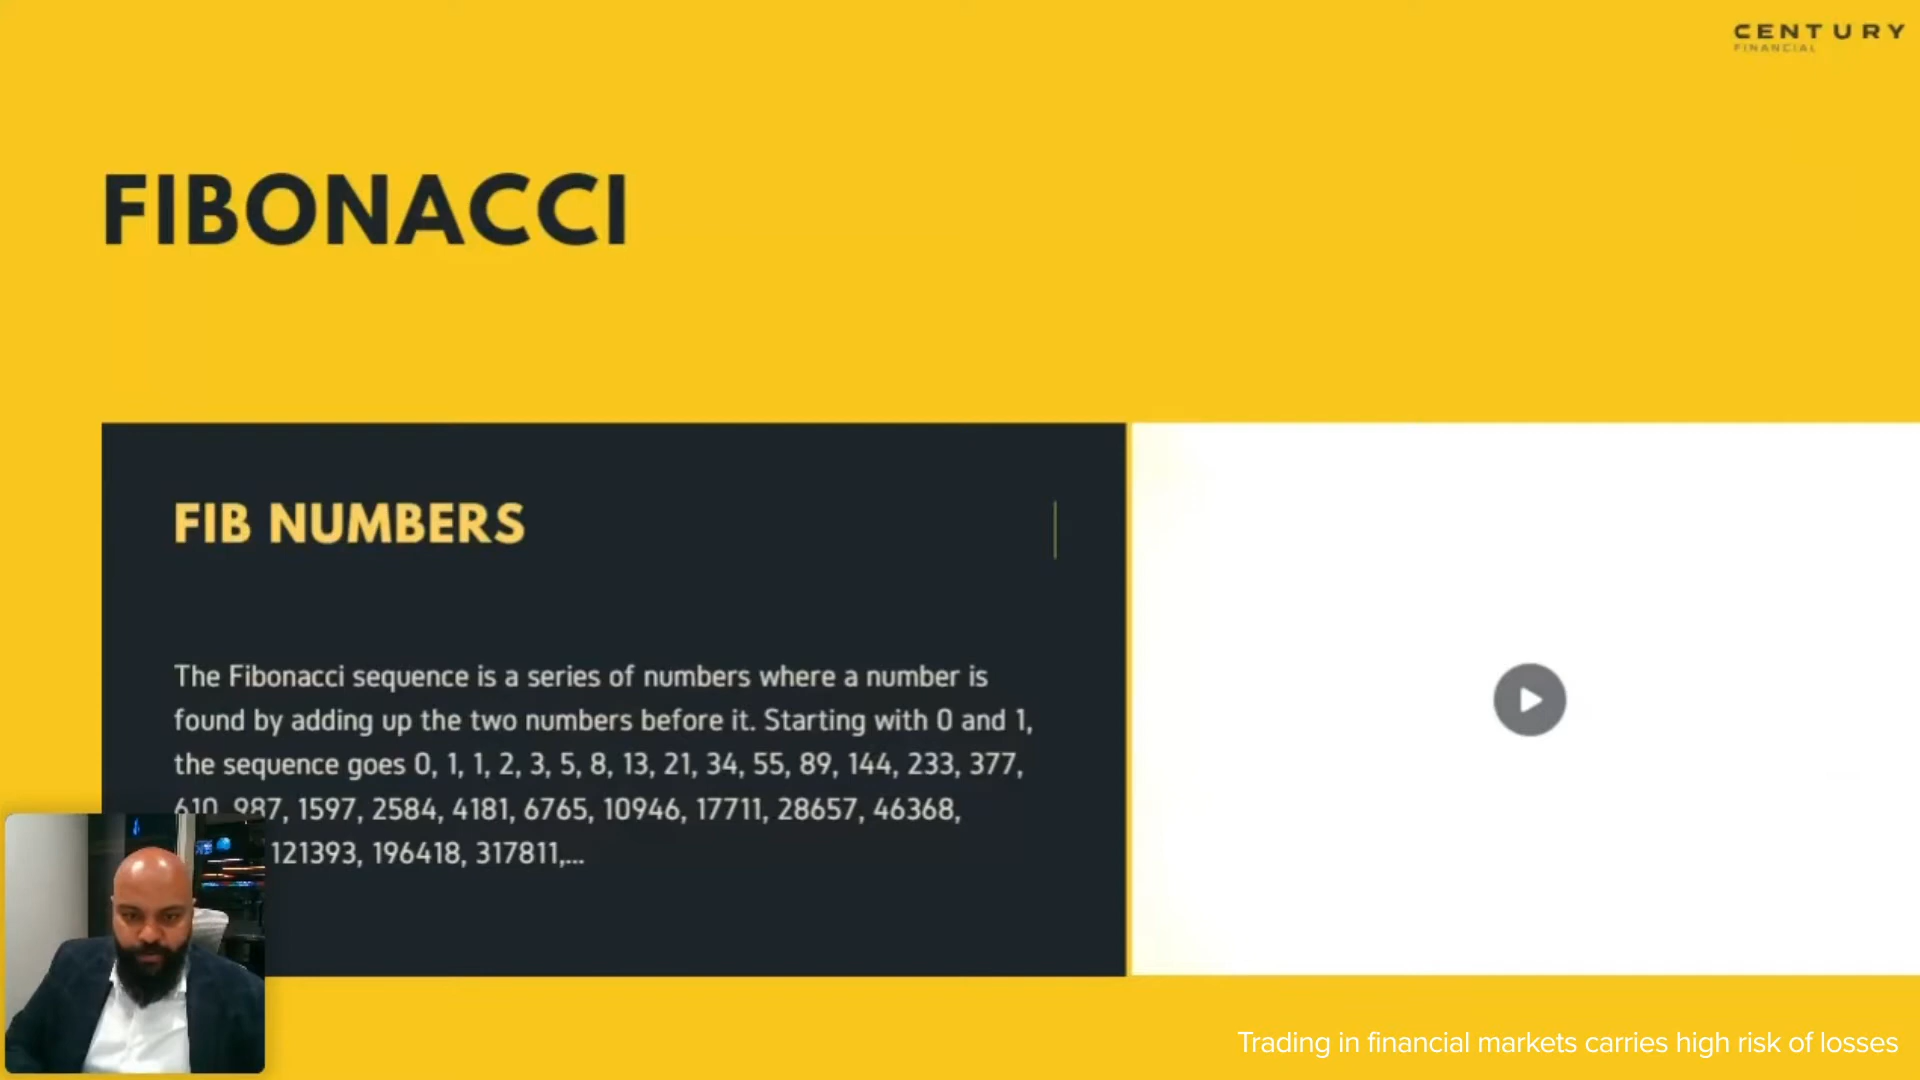 CENTURY
FINANCIAL
FIBONACCI
FIB NUMBERS
The Fibonacci sequence is a series of numbers where a number is
found by adding up the two numbers before it. Starting with 0 and 1,
the sequence goes 0, 1, 1, 2, 3, 5, 8, 13, 21, 34, 55, 89, 144, 233, 377,
610, 987, 1597, 2584, 4181, 6765, 10946, 17711, 28657, 46368,
121393, 196418, 317811,...
Trading in financial markets carries high risk of losses